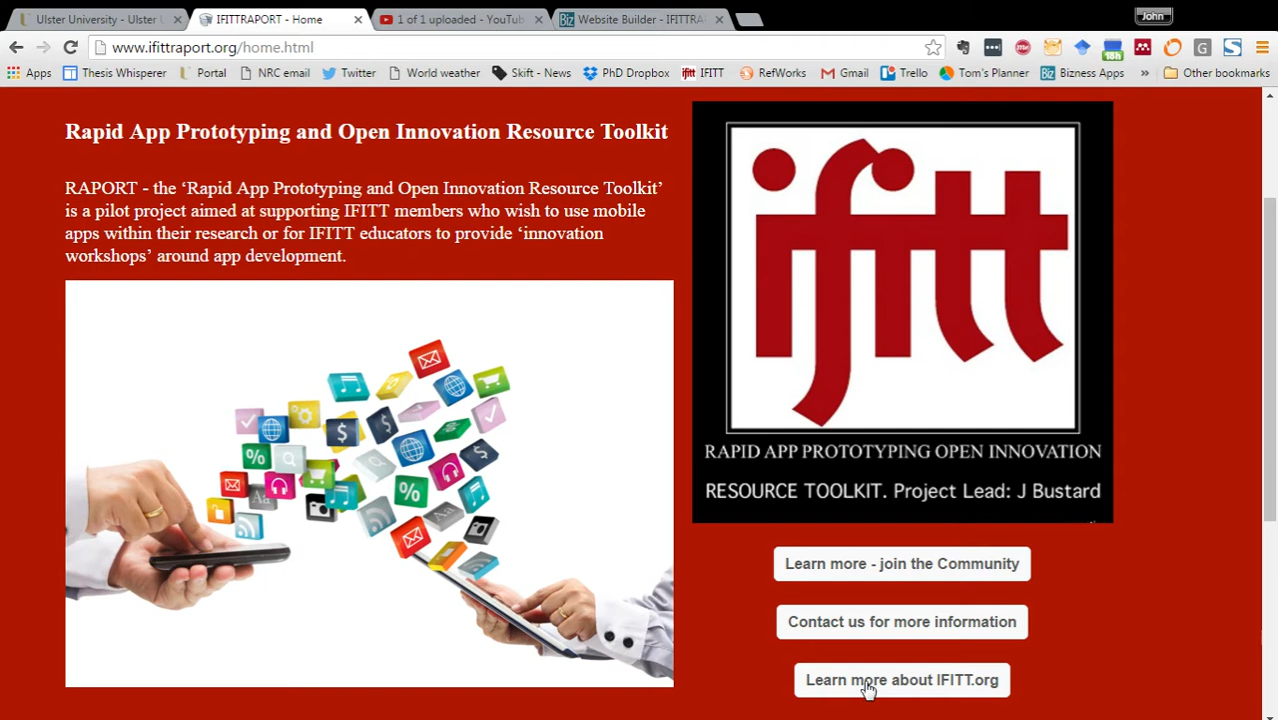 Ulster University - Ulster
IFITTRAPORT - Home
1 of 1 uploaded - YouTub
Website Builder - IFITTRA
John
www.ifittraport.org/home.html
18h
Apps
Thesis Whisperer
Portal
NRC email
Twitter
World weather
Skift - News
PhD Dropbox
ifitt IFITT
RefWorks
Gmail
Trello
Tom's Planner
Biz Bizness Apps
»
Other bookmarks
Rapid App Prototyping and Open Innovation Resource Toolkit
RAPORT - the ‘Rapid App Prototyping and Open Innovation Resource Toolkit’
is a pilot project aimed at supporting IFITT members who wish to use mobile
apps within their research or for IFITT educators to provide ‘innovation
workshops’ around app development.
ifitt
RAPID APP PROTOTYPING OPEN INNOVATION
RESOURCE TOOLKIT. Project Lead: J Bustard
Learn more - join the Community
Contact us for more information
Learn more about IFITT.org